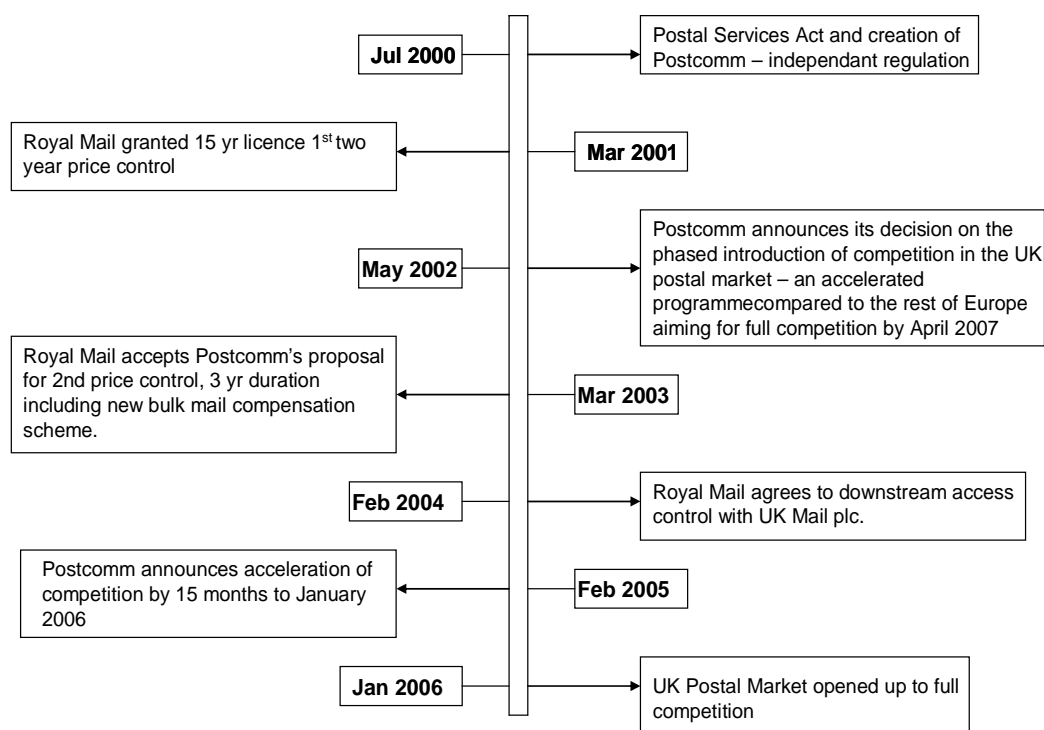 Jul 2000
Postal Services Act and creation of
Postcomm – independant regulation
Royal Mail granted 15 yr licence 1st two
year price control
Mar 2001
May 2002
Postcomm announces its decision on the
phased introduction of competition in the UK
postal market – an accelerated
programmecompared to the rest of Europe
aiming for full competition by April 2007
Royal Mail accepts Postcomm’s proposal
for 2nd price control, 3 yr duration
including new bulk mail compensation
scheme.
Mar 2003
Feb 2004
Royal Mail agrees to downstream access
control with UK Mail plc.
Postcomm announces acceleration of
competition by 15 months to January
2006
Feb 2005
Jan 2006
UK Postal Market opened up to full
competition